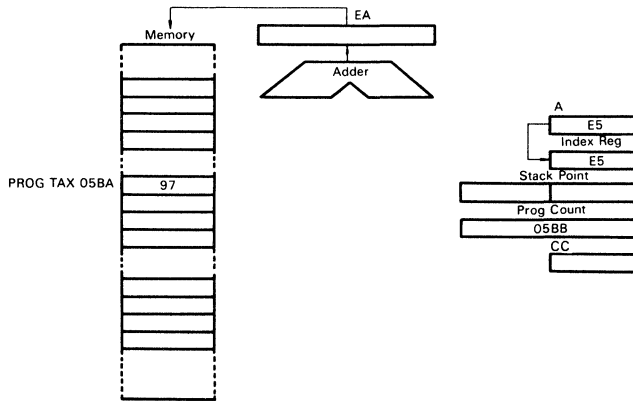 EA
Memory
Adder
A
E5
Index Reg
E5
Stack Point
PROG TAX 05BA
97
Prog Count
05BB
CC